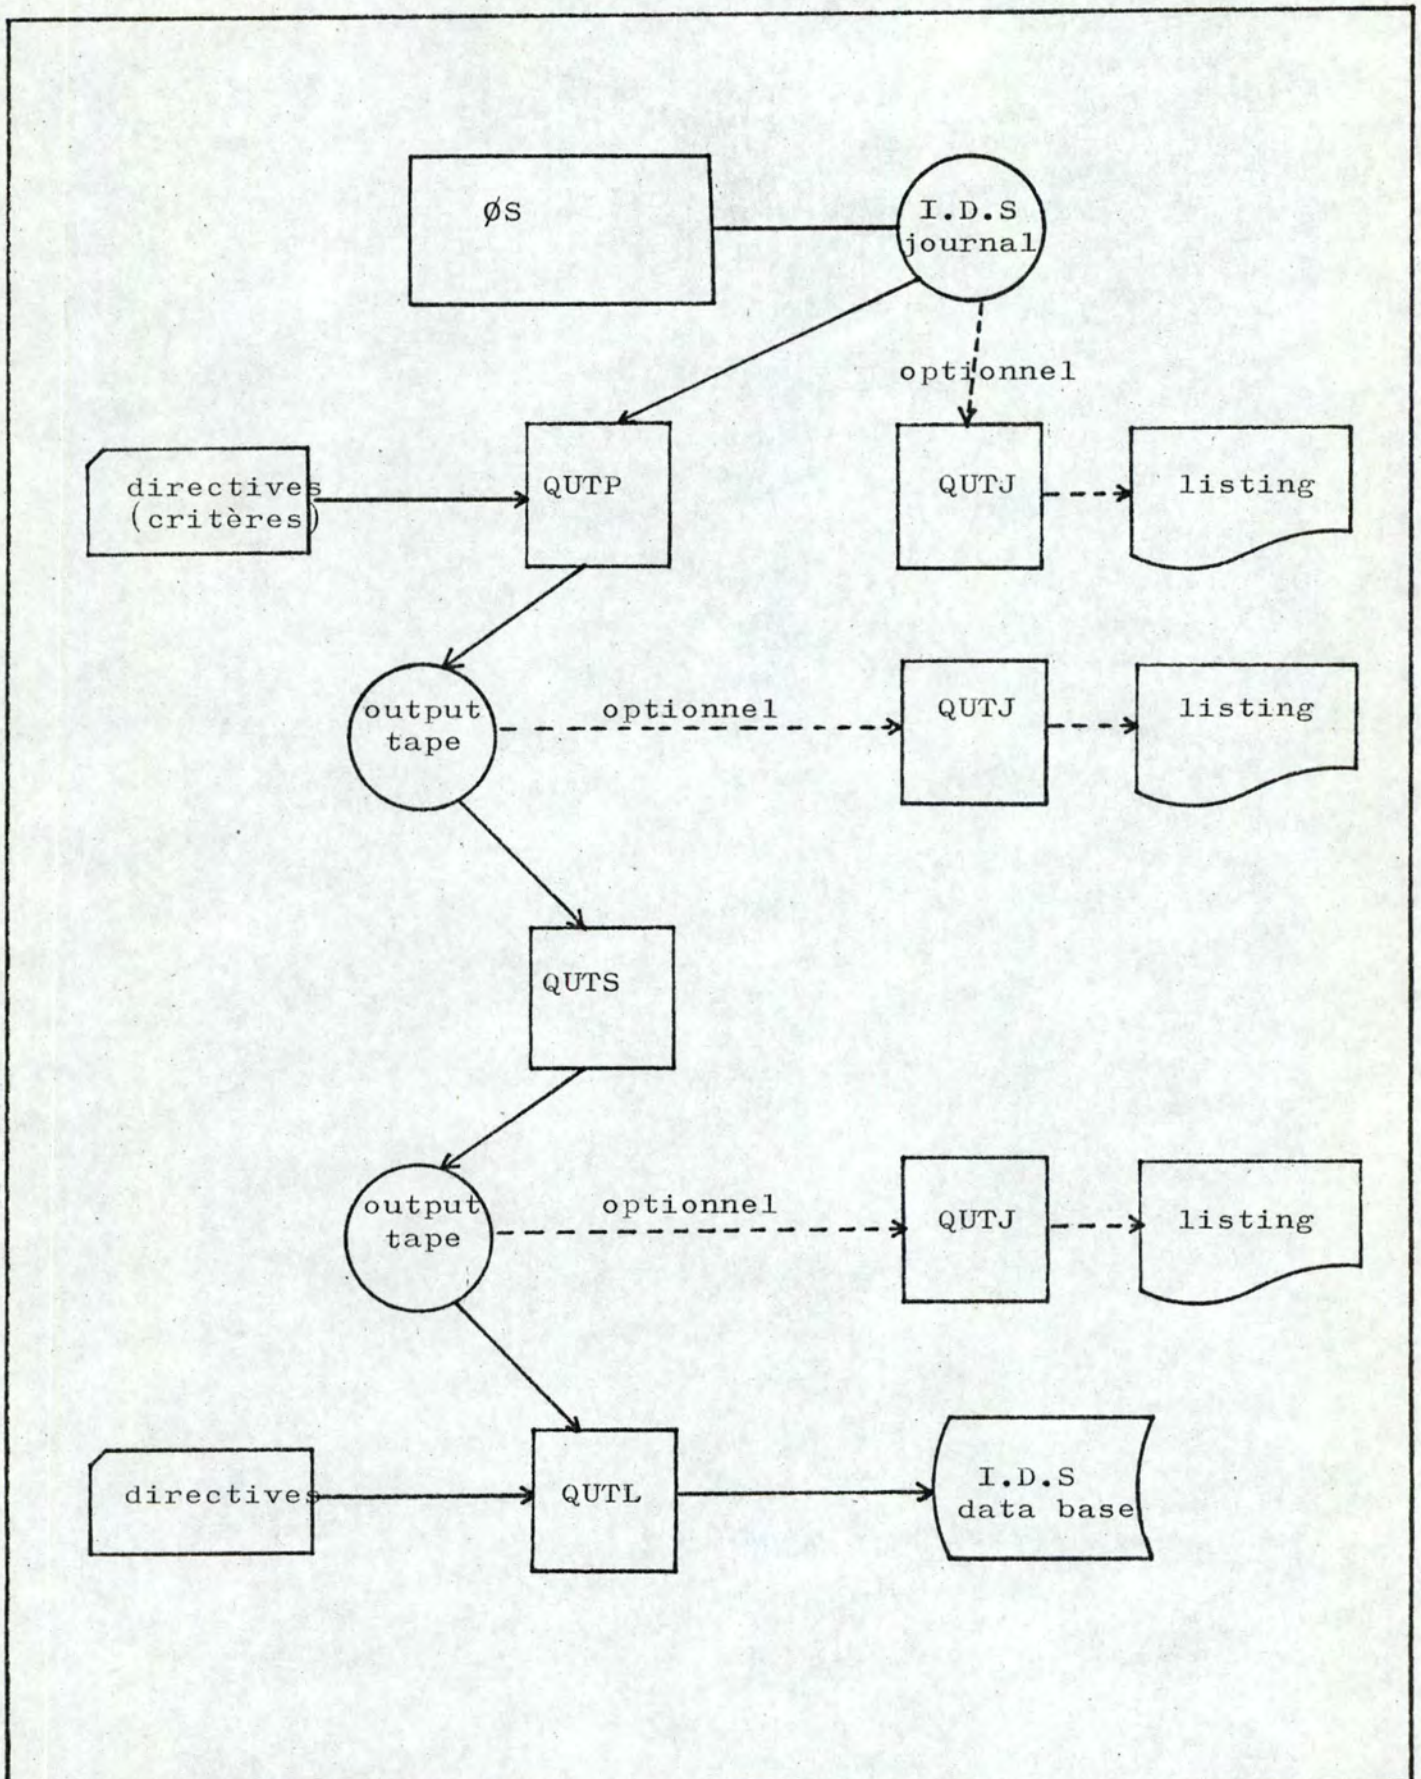 ØS
I.D.S
journal
optionnel
directives
(critères)
QUTP
QUTJ
listing
output
tape
optionnel
QUTJ
listing
QUTS
output
tape
optionnel
QUTJ
listing
directives
QUTL
I.D.S
data base